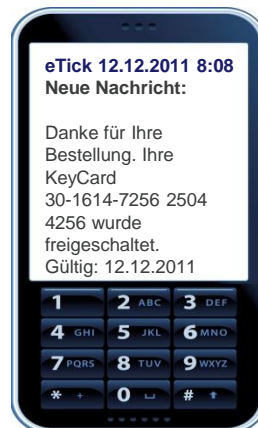 eTick 12.12.2011 8:08
Neue Nachricht:
Danke für Ihre
Bestellung. Ihre
KeyCard
30-1614-7256 2504
4256 wurde
freigeschaltet.
Gültig: 12.12.2011
1 2 ABC 3 DEF
4 GHI 5 JKL 6 MNO
7 PQRS 8 TUV 9 WXYZ
* + 0 ␣ # ⬆